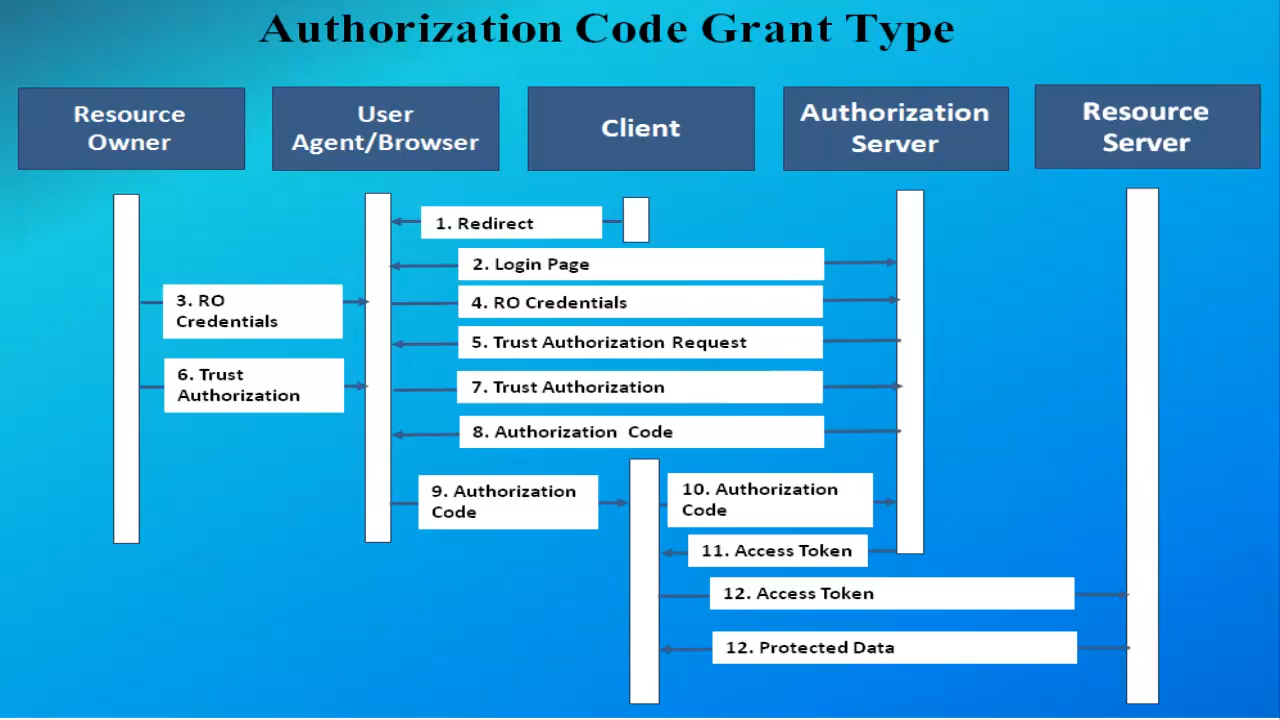 Authorization Code Grant Type
Resource
Owner
User
Agent/Browser
Client
Authorization
Server
Resource
Server
1. Redirect
2. Login Page
3. RO
Credentials
4. RO Credentials
5. Trust Authorization Request
6. Trust
Authorization
7. Trust Authorization
8. Authorization Code
9. Authorization
Code
10. Authorization
Code
11. Access Token
12. Access Token
12. Protected Data